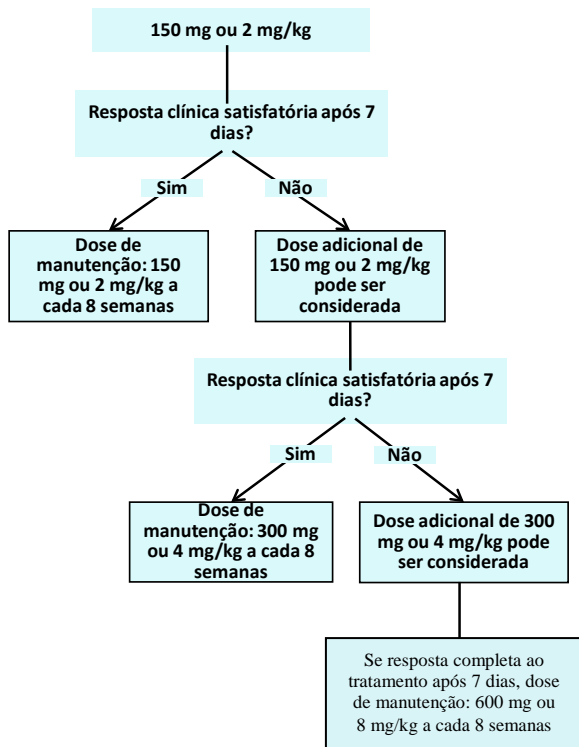 150 mg ou 2 mg/kg
Resposta clínica satisfatória após 7
dias?
Sim
Não
Dose de
manutenção: 150
mg ou 2 mg/kg a
cada 8 semanas
Dose adicional de
150 mg ou 2 mg/kg
pode ser
considerada
Resposta clínica satisfatória após 7
dias?
Sim
Não
Dose de
manutenção: 300 mg
ou 4 mg/kg a cada 8
semanas
Dose adicional de 300
mg ou 4 mg/kg pode
ser considerada
Se resposta completa ao
tratamento após 7 dias, dose
de manutenção: 600 mg ou
8 mg/kg a cada 8 semanas